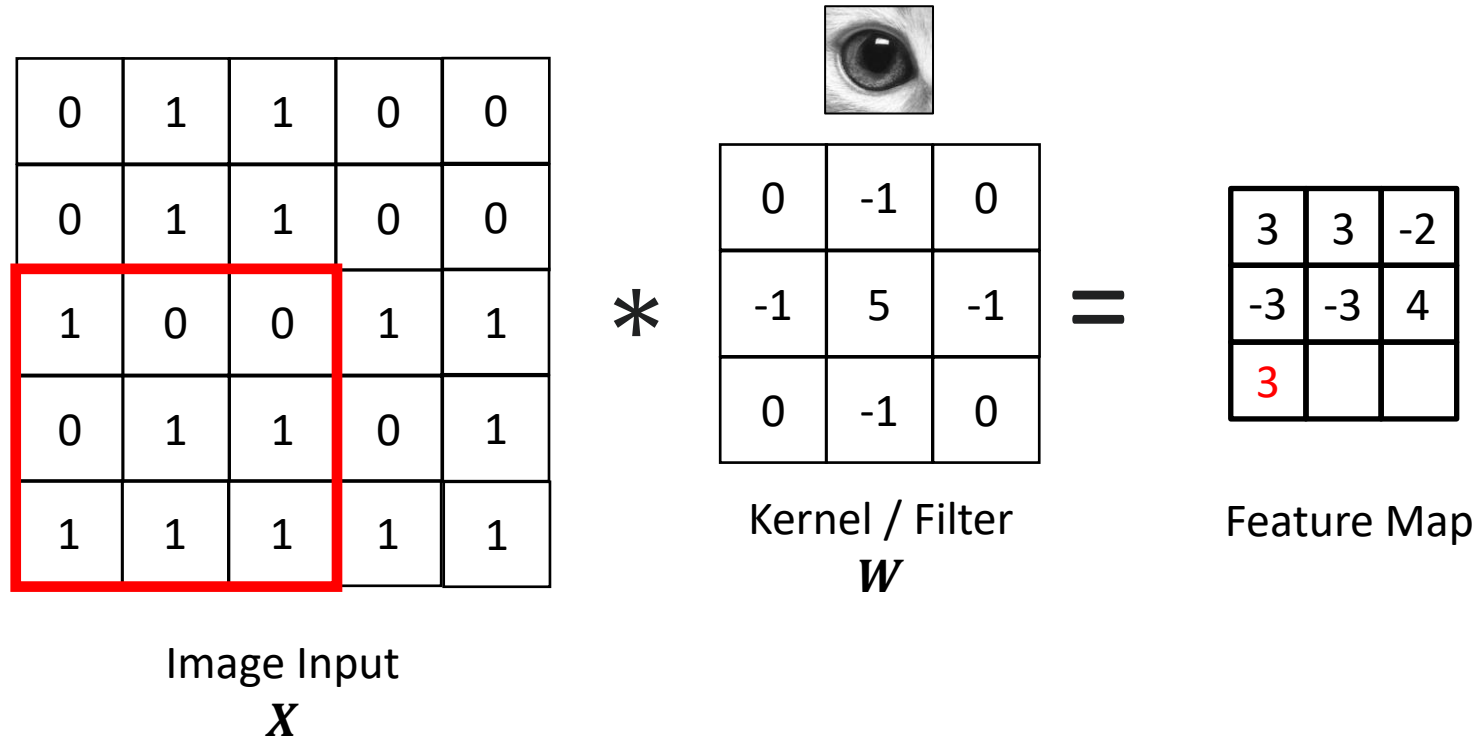 0 1 1 0 0
0 1 1 0 0
1 0 0 1 1
0 1 1 0 1
1 1 1 1 1
Image Input
X
*
0 -1 0
-1 5 -1
0 -1 0
Kernel / Filter
W
=
3 3 -2
-3 -3 4
3
Feature Map